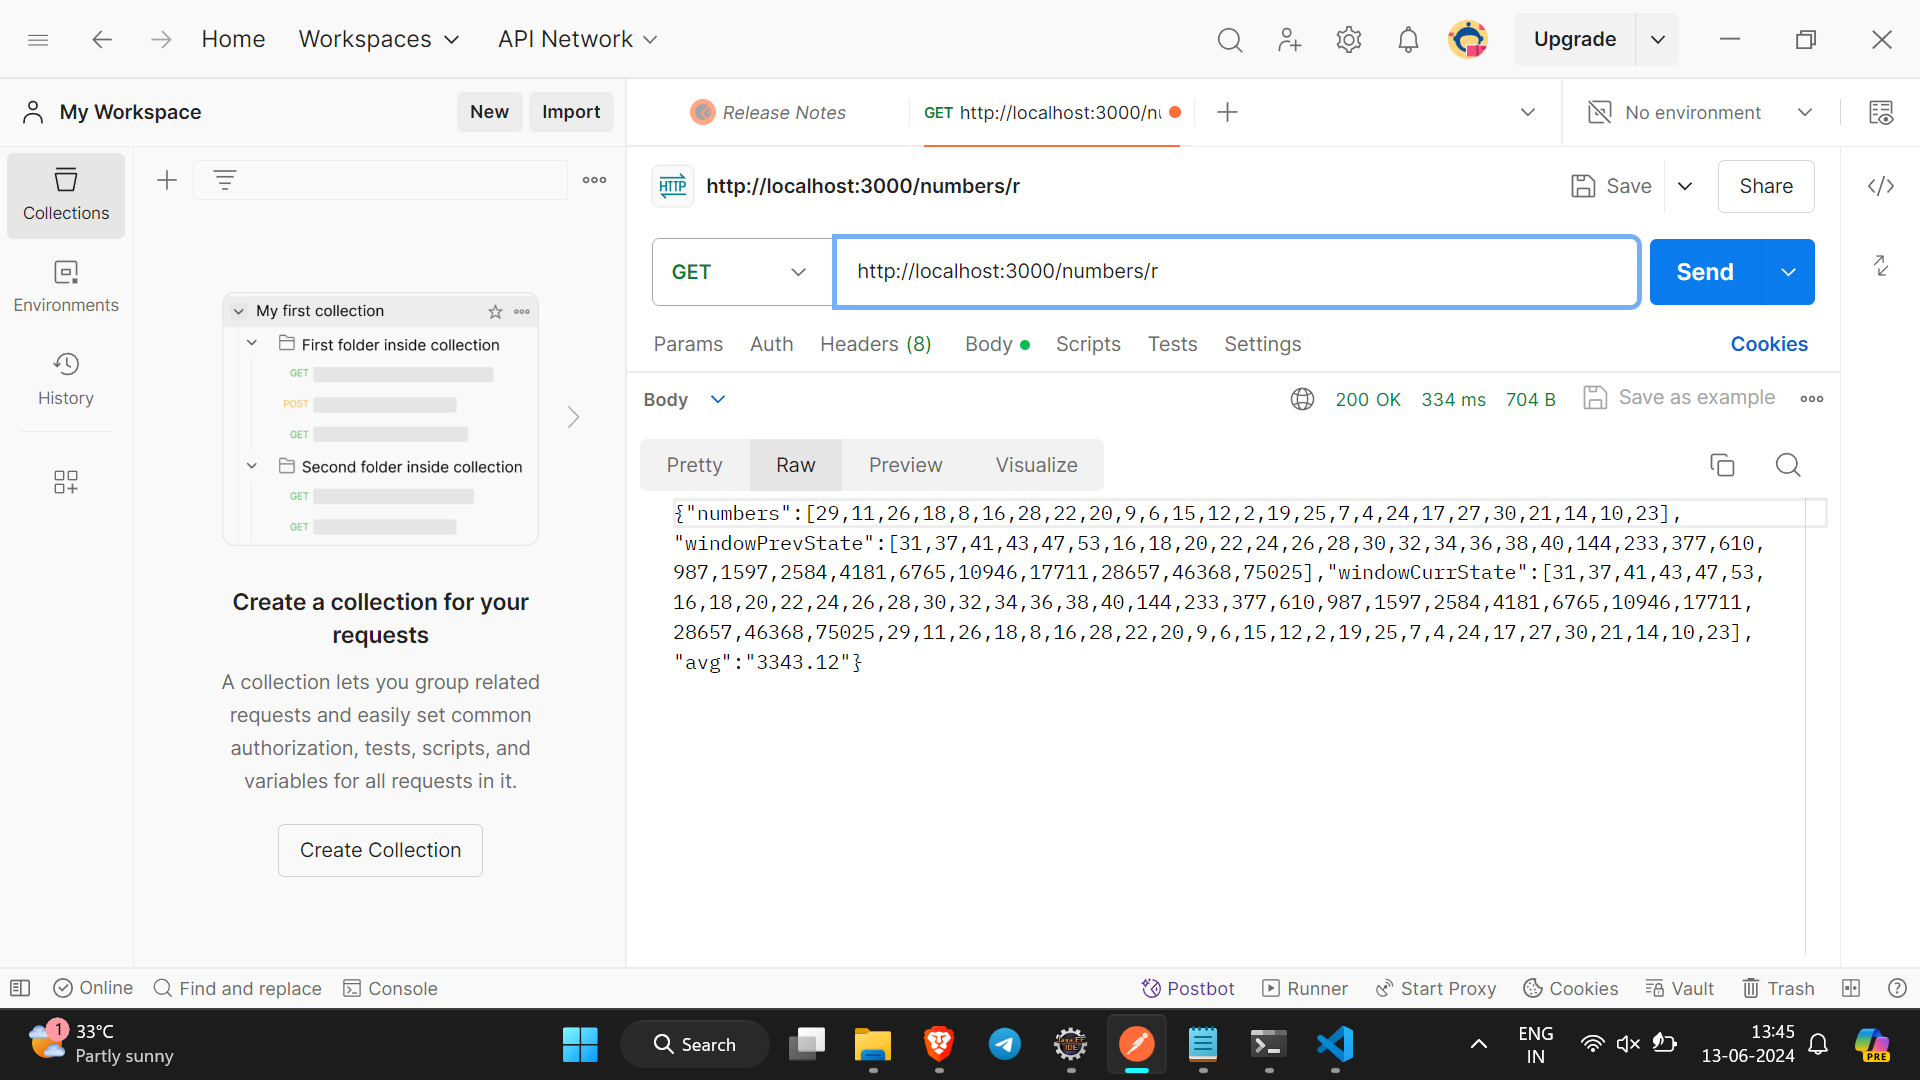 Home
Workspaces
API Network
Upgrade
My Workspace
New
Import
Release Notes
GET http://localhost:3000/nu
No environment
Collections
Environments
History
HTTP
http://localhost:3000/numbers/r
Save
Share
GET
http://localhost:3000/numbers/r
Send
Params
Auth
Headers (8)
Body
Scripts
Tests
Settings
Cookies
Body
200 OK
334 ms
704 B
Save as example
Pretty
Raw
Preview
Visualize
{"numbers":[29,11,26,18,8,16,28,22,20,9,6,15,12,2,19,25,7,4,24,17,27,30,21,14,10,23],
"windowPrevState":[31,37,41,43,47,53,16,18,20,22,24,26,28,30,32,34,36,38,40,144,233,377,610,
987,1597,2584,4181,6765,10946,17711,28657,46368,75025],"windowCurrState":[31,37,41,43,47,53,
16,18,20,22,24,26,28,30,32,34,36,38,40,144,233,377,610,987,1597,2584,4181,6765,10946,17711,
28657,46368,75025,29,11,26,18,8,16,28,22,20,9,6,15,12,2,19,25,7,4,24,17,27,30,21,14,10,23],
"avg":"3343.12"}
My first collection
First folder inside collection
GET
POST
GET
Second folder inside collection
GET
GET
Create a collection for your
requests
A collection lets you group related
requests and easily set common
authorization, tests, scripts, and
variables for all requests in it.
Create Collection
Online
Find and replace
Console
Postbot
Runner
Start Proxy
Cookies
Vault
Trash
1
33°C
Partly sunny
Search
Java EE
IDE
ENG
IN
13:45
13-06-2024
PRE